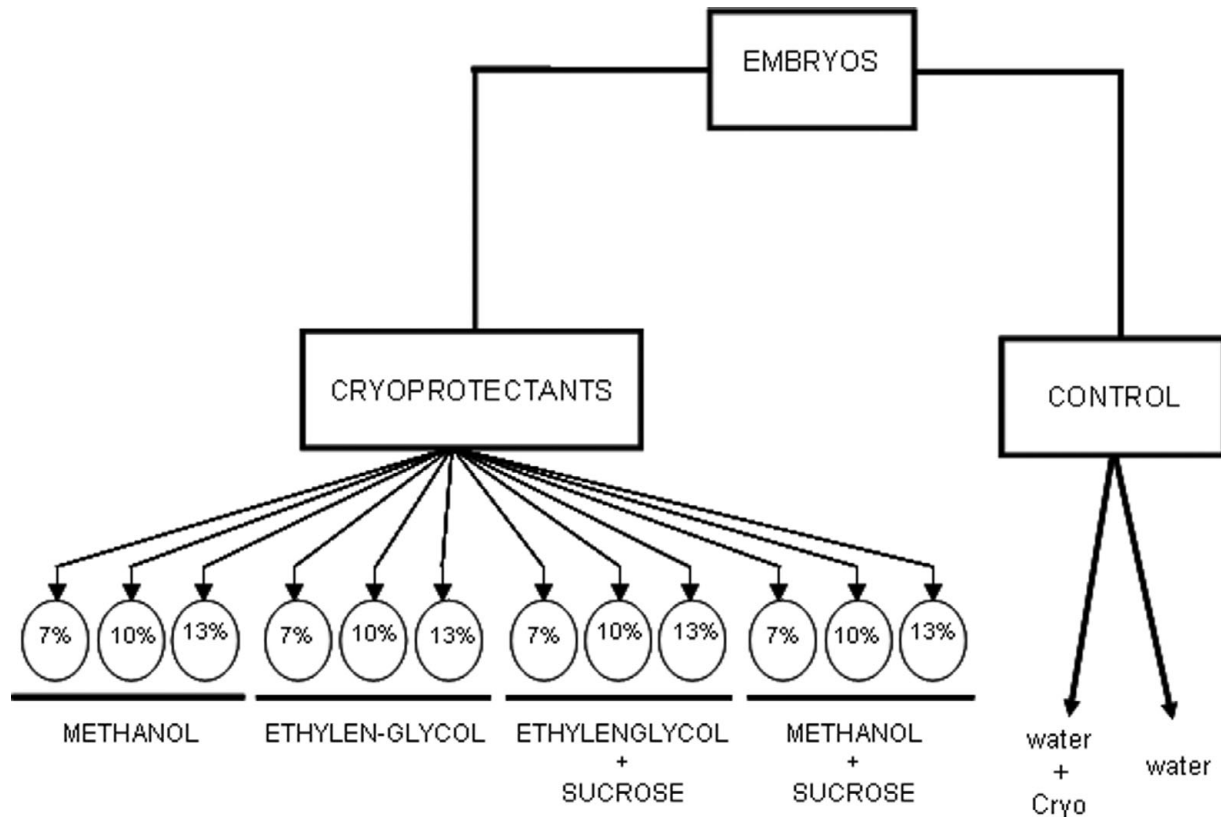 EMBRYOS
CRYOPROTECTANTS
CONTROL
7% 10% 13% 7% 10% 13% 7% 10% 13% 7% 10% 13%
METHANOL
ETHYLEN-GLYCOL
ETHYLENGLYCOL
+
SUCROSE
METHANOL
+
SUCROSE
water
+
Cryo
water